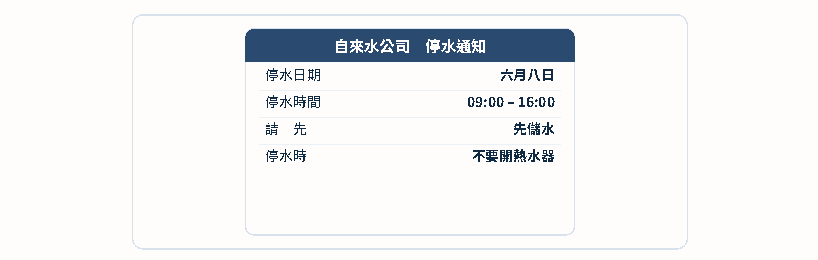 自來水公司　停水通知
停水日期　六月八日
停水時間　09:00 – 16:00
請　先　先儲水
停水時　不要開熱水器